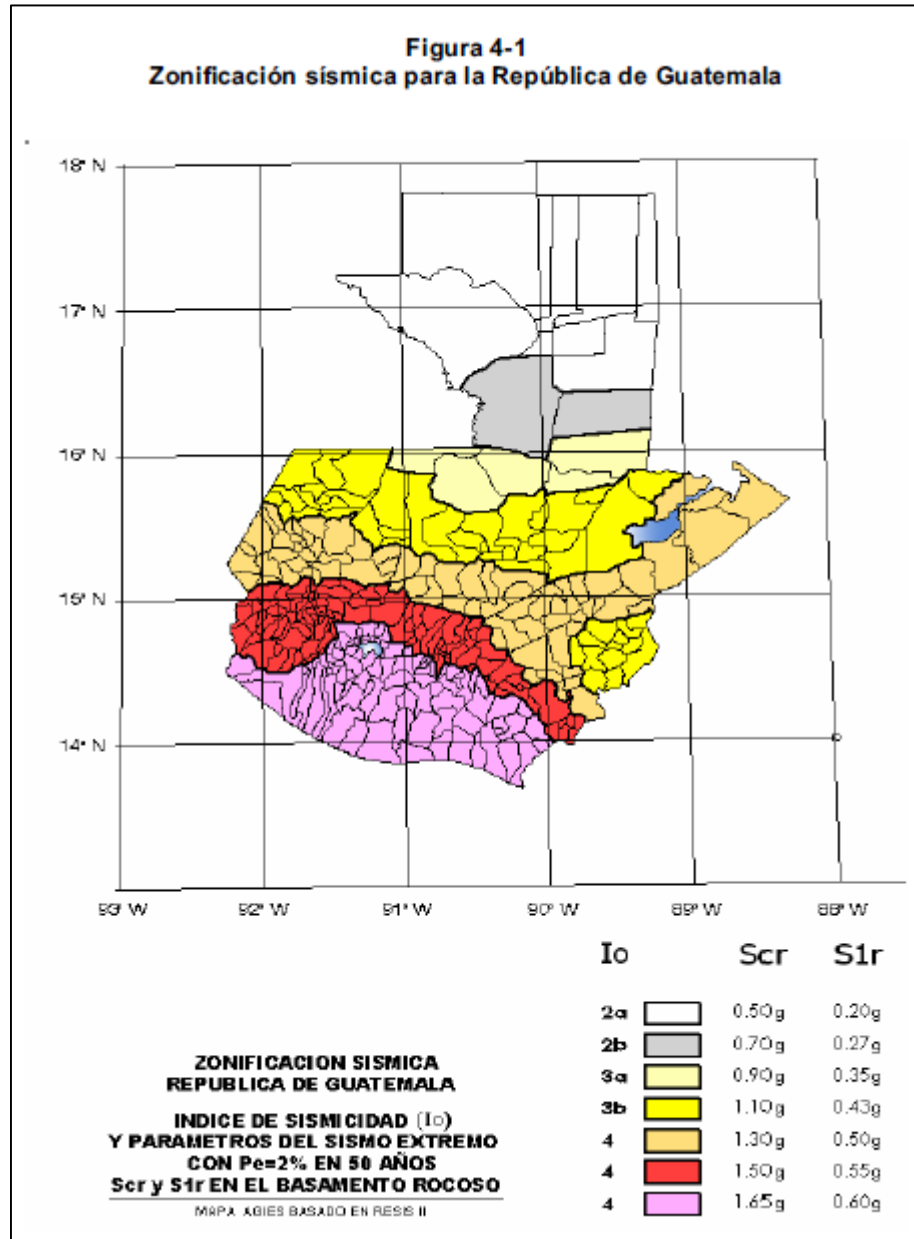 Figura 4-1
Zonificación sísmica para la República de Guatemala
18° N
17° N
16° N
15° N
14° N
93° W 92° W 91° W 90° W 89° W 88° W
Io Scr S1r
2a 0.50g 0.20g
2b 0.70g 0.27g
3a 0.90g 0.35g
3b 1.10g 0.43g
4 1.30g 0.50g
4 1.50g 0.55g
4 1.65g 0.60g
ZONIFICACION SISMICA
REPUBLICA DE GUATEMALA
INDICE DE SISMICIDAD (Io)
Y PARAMETROS DEL SISMO EXTREMO
CON Pe=2% EN 50 AÑOS
Scr y S1r EN EL BASAMENTO ROCOSO
MAPA AGIES BASADO EN RESIS II